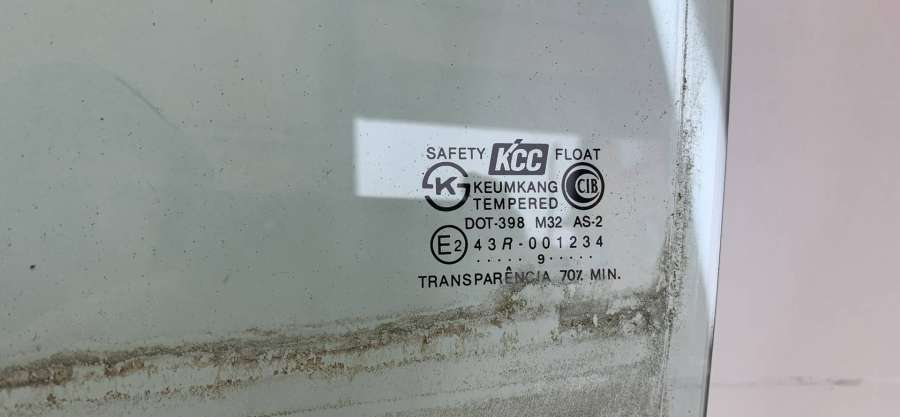 SAFETY KCC FLOAT
K S KEUMKANG CIB
TEMPERED
DOT-398 M32 AS-2
E2 43R-001234
.....9.....
TRANSPARÊNCIA 70% MIN.